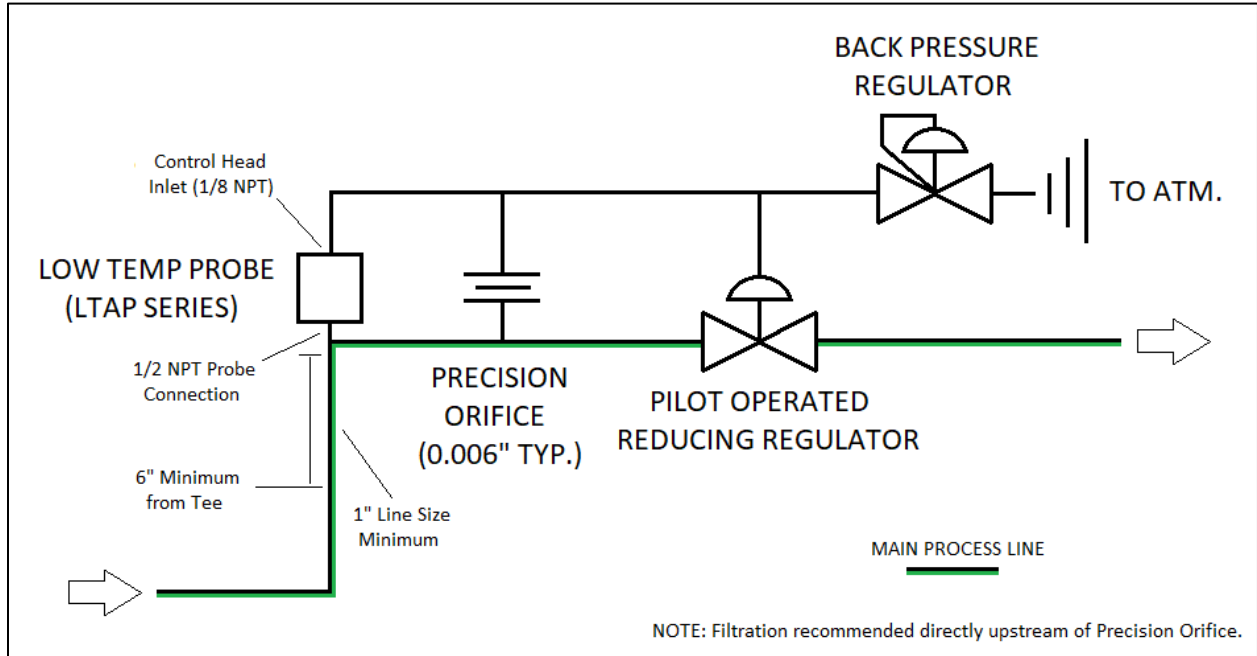 BACK PRESSURE
REGULATOR
Control Head
Inlet (1/8 NPT)
TO ATM.
LOW TEMP PROBE
(LTAP SERIES)
1/2 NPT Probe
Connection
PRECISION
ORIFICE
(0.006" TYP.)
PILOT OPERATED
REDUCING REGULATOR
6" Minimum
from Tee
1" Line Size
Minimum
MAIN PROCESS LINE
NOTE: Filtration recommended directly upstream of Precision Orifice.